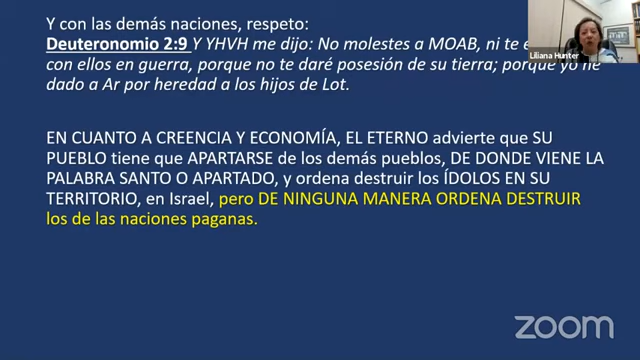 Y con las demás naciones, respeto:
Deuteronomio 2:9 Y YHVH me dijo: No molestes a MOAB, ni te
con ellos en guerra, porque no te daré posesión de su tierra; porque yo
dado a Ar por heredad a los hijos de Lot.
Liliana Hunter
EN CUANTO A CREENCIA Y ECONOMÍA, EL ETERNO advierte que SU
PUEBLO tiene que APARTARSE de los demás pueblos, DE DONDE VIENE LA
PALABRA SANTO O APARTADO, y ordena destruir los ÍDOLOS EN SU
TERRITORIO, en Israel, pero DE NINGUNA MANERA ORDENA DESTRUIR
los de las naciones paganas.
zoom